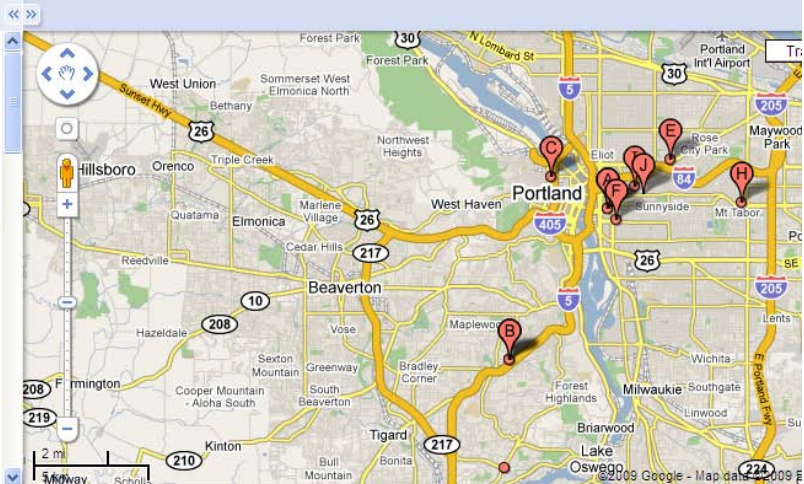 « »
Forest Park
30
N Lombard St
Portland
Int'l Airport
Tra
Forest Park
30
West Union
Sommerset West
- Elmonica North
5
205
Sunset Hwy
Bethany
26
Northwest
Heights
E
Rose
City Park
Maywood
Park
C
Eliot
Hillsboro
Orenco
Triple Creek
J
84
H
Portland
A
F
Sunnyside
Mt Tabor
Quatama
Elmonica
Marlene
Village
26
West Haven
405
Cedar Hills
217
26
SE
Reedville
Beaverton
205
10
5
208
Vose
B
Lents
Hazeldale
Sexton
Mountain
Greenway
Bradley
Corner
Wichita
E Portland Fwy
208
Cooper Mountain
- Aloha South
South
Beaverton
Forest
Highlands
Milwaukie
Southgate
219
Linwood
Tigard
217
Briarwood
Kinton
2 mi
210
Bull
Mountain
Bonita
Lake
Oswego
224
©2009 Google - Map data ©2009